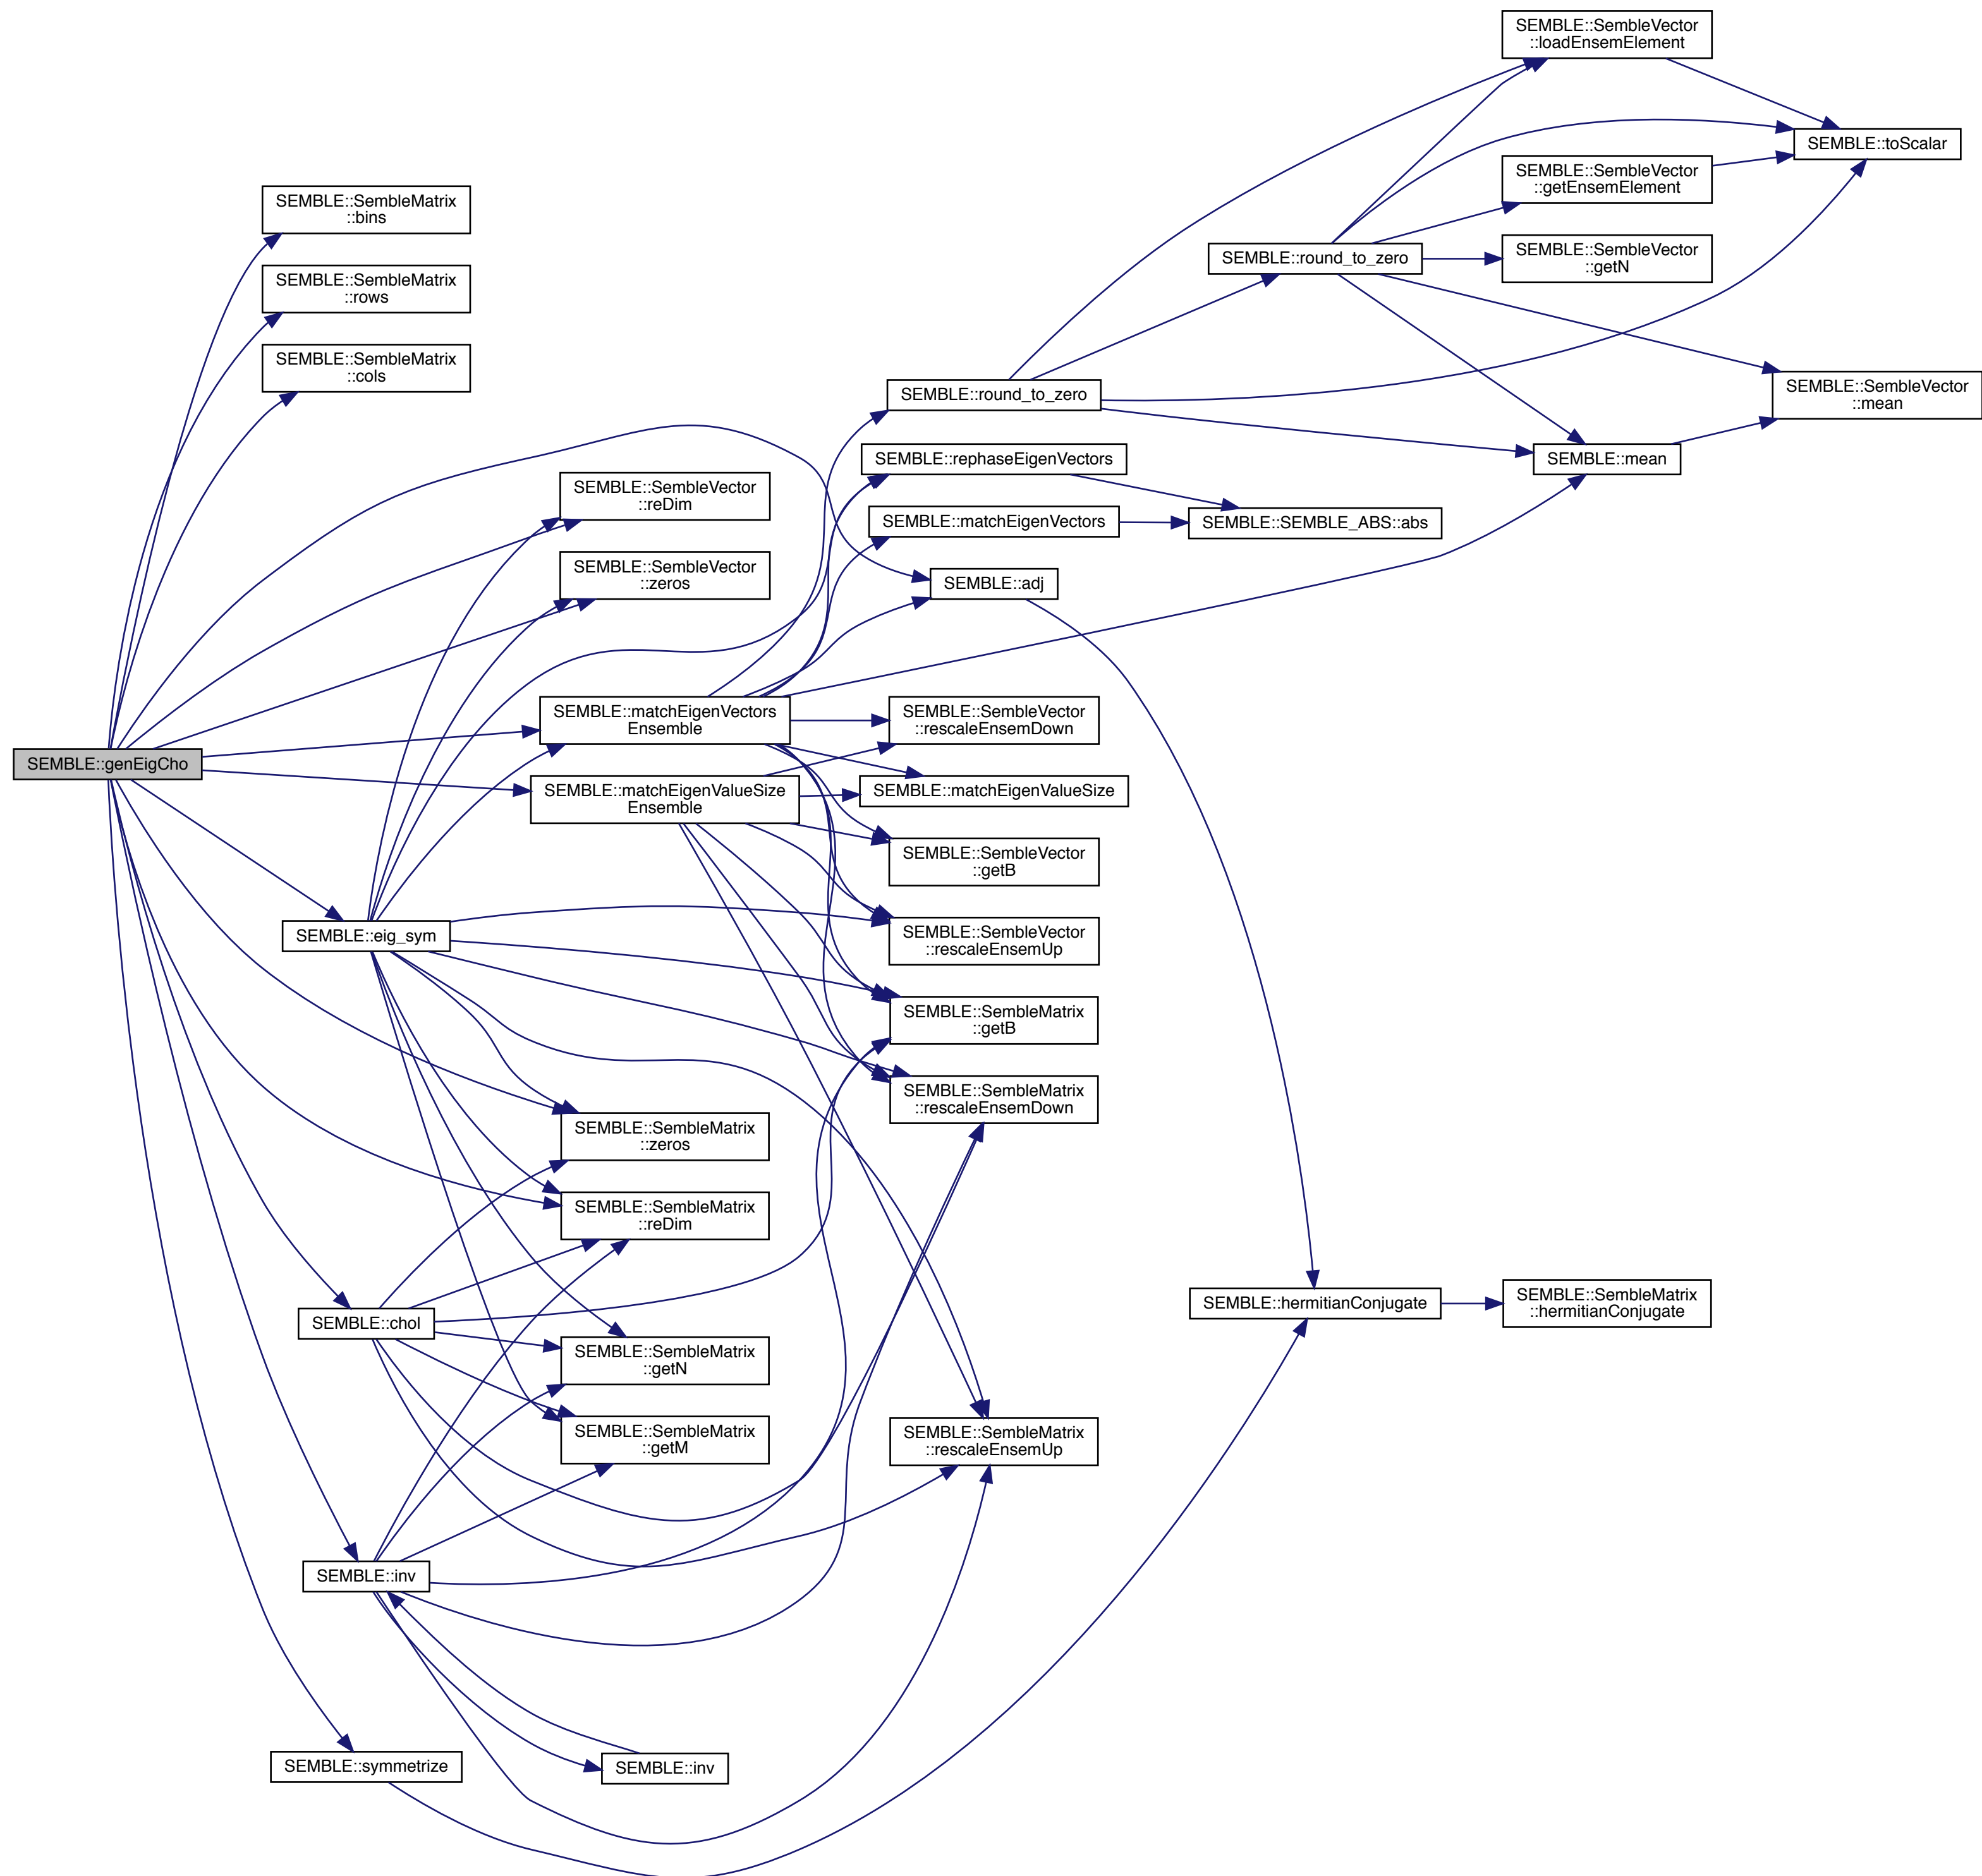 SEMBLE::SembleVector
::loadEnsemElement
SEMBLE::toScalar
SEMBLE::SembleVector
::getEnsemElement
SEMBLE::SembleMatrix
::bins
SEMBLE::SembleVector
::getN
SEMBLE::round_to_zero
SEMBLE::SembleMatrix
::rows
SEMBLE::SembleMatrix
::cols
SEMBLE::round_to_zero
SEMBLE::SembleVector
::mean
SEMBLE::rephaseEigenVectors
SEMBLE::mean
SEMBLE::SembleVector
::reDim
SEMBLE::matchEigenVectors
SEMBLE::SEMBLE_ABS::abs
SEMBLE::SembleVector
::zeros
SEMBLE::adj
SEMBLE::matchEigenVectors
Ensemble
SEMBLE::SembleVector
::rescaleEnsemDown
SEMBLE::genEigCho
SEMBLE::matchEigenValueSize
Ensemble
SEMBLE::matchEigenValueSize
SEMBLE::SembleVector
::getB
SEMBLE::eig_sym
SEMBLE::SembleVector
::rescaleEnsemUp
SEMBLE::SembleMatrix
::getB
SEMBLE::SembleMatrix
::rescaleEnsemDown
SEMBLE::SembleMatrix
::zeros
SEMBLE::SembleMatrix
::reDim
SEMBLE::hermitianConjugate
SEMBLE::SembleMatrix
::hermitianConjugate
SEMBLE::chol
SEMBLE::SembleMatrix
::getN
SEMBLE::SembleMatrix
::getM
SEMBLE::SembleMatrix
::rescaleEnsemUp
SEMBLE::inv
SEMBLE::symmetrize
SEMBLE::inv